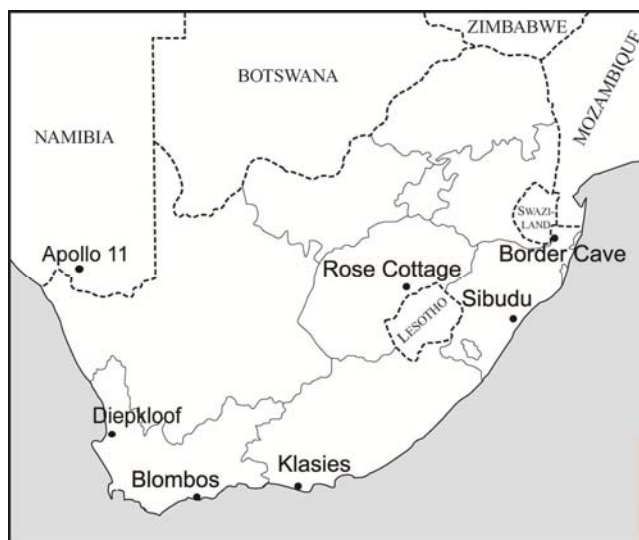 ZIMBABWE
BOTSWANA
MOZAMBIQUE
NAMIBIA
SWAZI-
LAND
Border Cave
Apollo 11
Rose Cottage
Sibudu
LESOTHO
Diepkloof
Klasies
Blombos